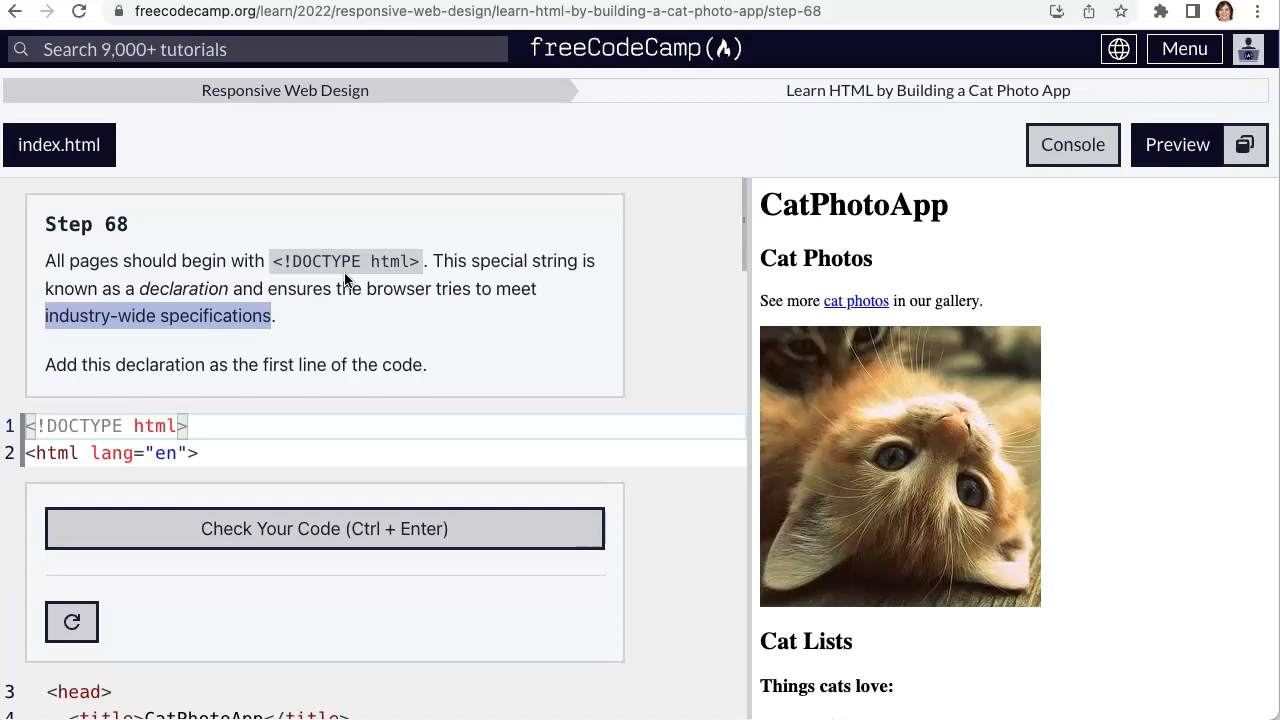 freecodecamp.org/learn/2022/responsive-web-design/learn-html-by-building-a-cat-photo-app/step-68
Search 9,000+ tutorials
freeCodeCamp
Menu
Responsive Web Design
Learn HTML by Building a Cat Photo App
index.html
Console
Preview
Step 68
All pages should begin with <!DOCTYPE html>. This special string is
known as a declaration and ensures the browser tries to meet
industry-wide specifications.
Add this declaration as the first line of the code.
1 <!DOCTYPE html>
2 <html lang="en">
Check Your Code (Ctrl + Enter)
3 <head>
4 <title>CatPhotoApp</title>
CatPhotoApp
Cat Photos
See more cat photos in our gallery.
Cat Lists
Things cats love: